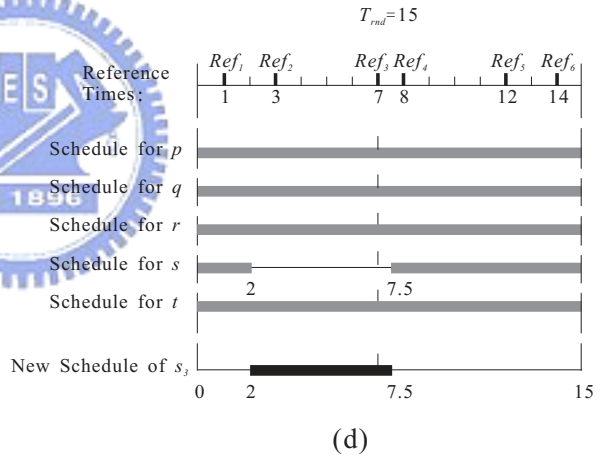 T_rnd=15
Ref_1 Ref_2 Ref_3 Ref_4 Ref_5 Ref_6
Reference
Times:
1 3 7 8 12 14
E S
Schedule for p
Schedule for q
1896
Schedule for r
Schedule for s
2 7.5
Schedule for t
New Schedule of s_3
0 2 7.5 15
(d)